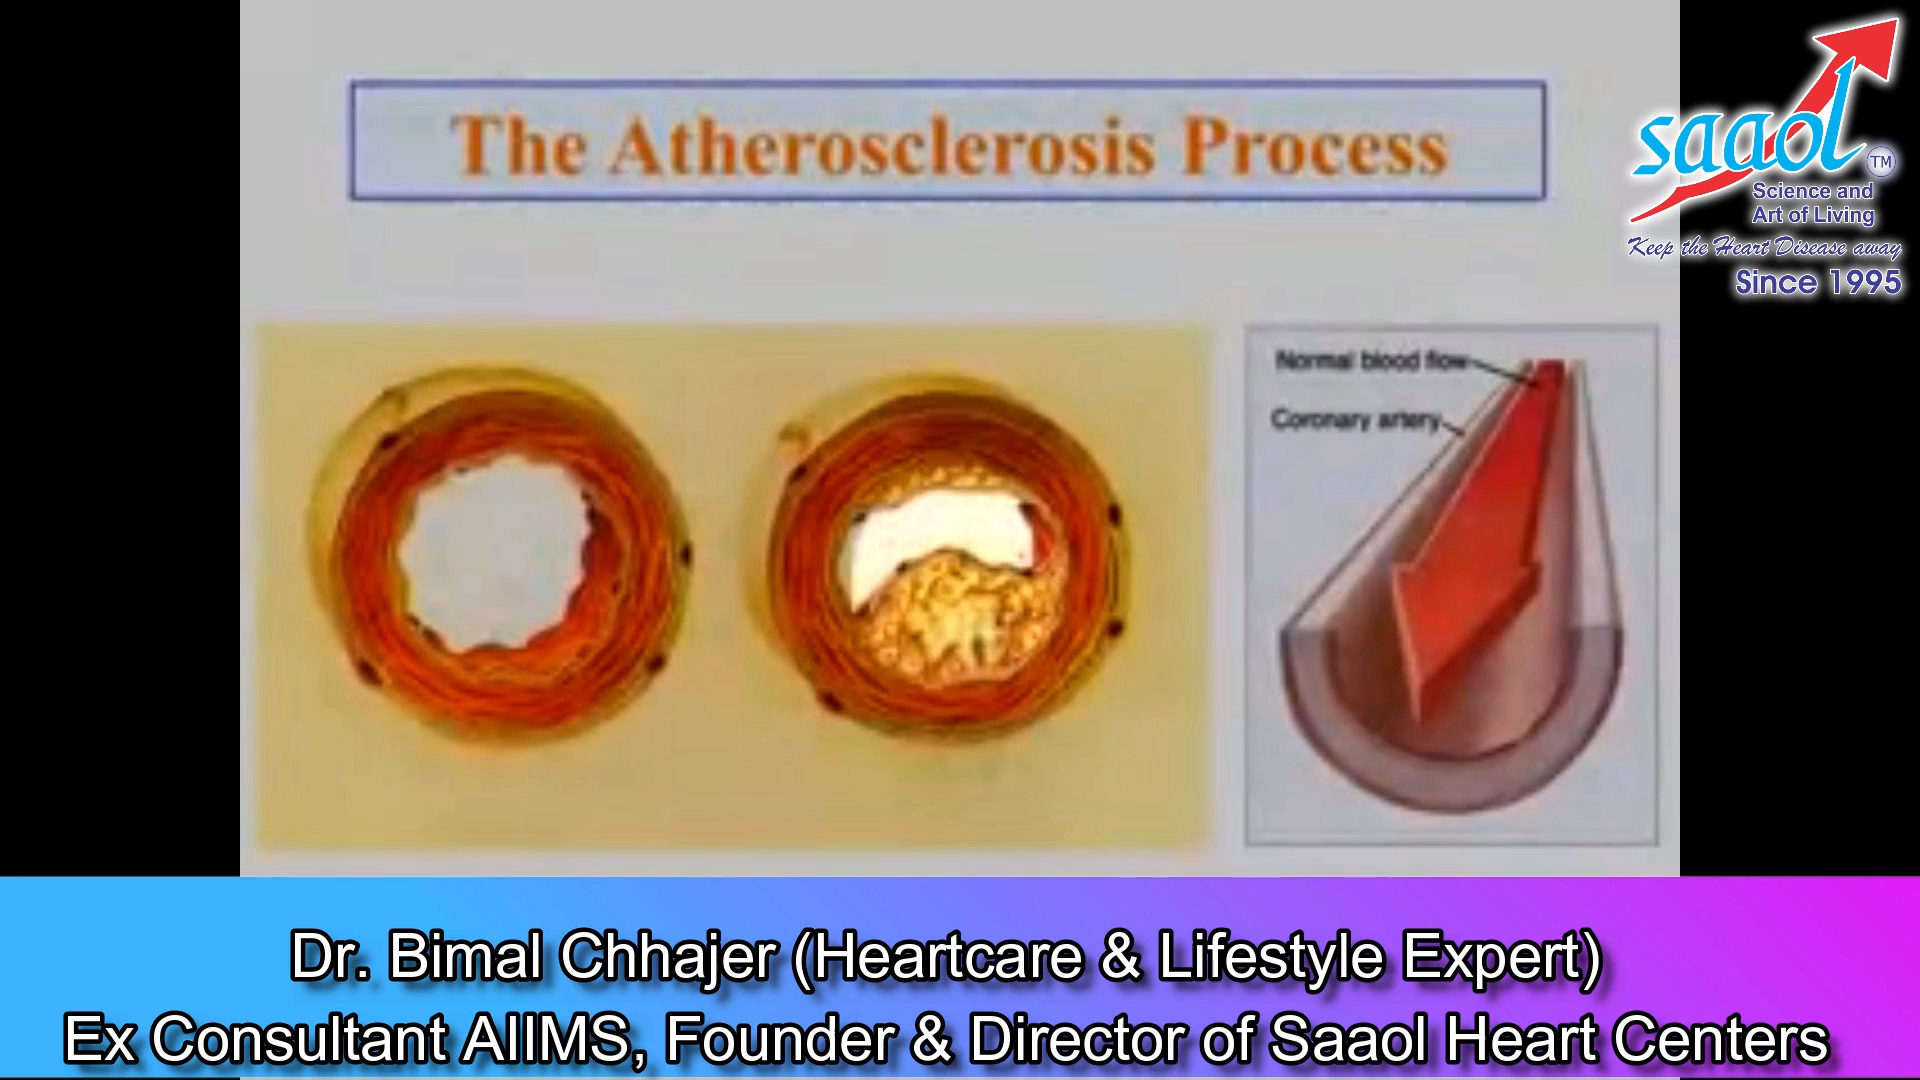 The Atherosclerosis Process
saaol
TM
Science and
Art of Living
Keep the Heart Disease away
Since 1995
Normal blood flow
Coronary artery
Dr. Bimal Chhajer (Heartcare & Lifestyle Expert)
Ex Consultant AIIMS, Founder & Director of Saaol Heart Centers